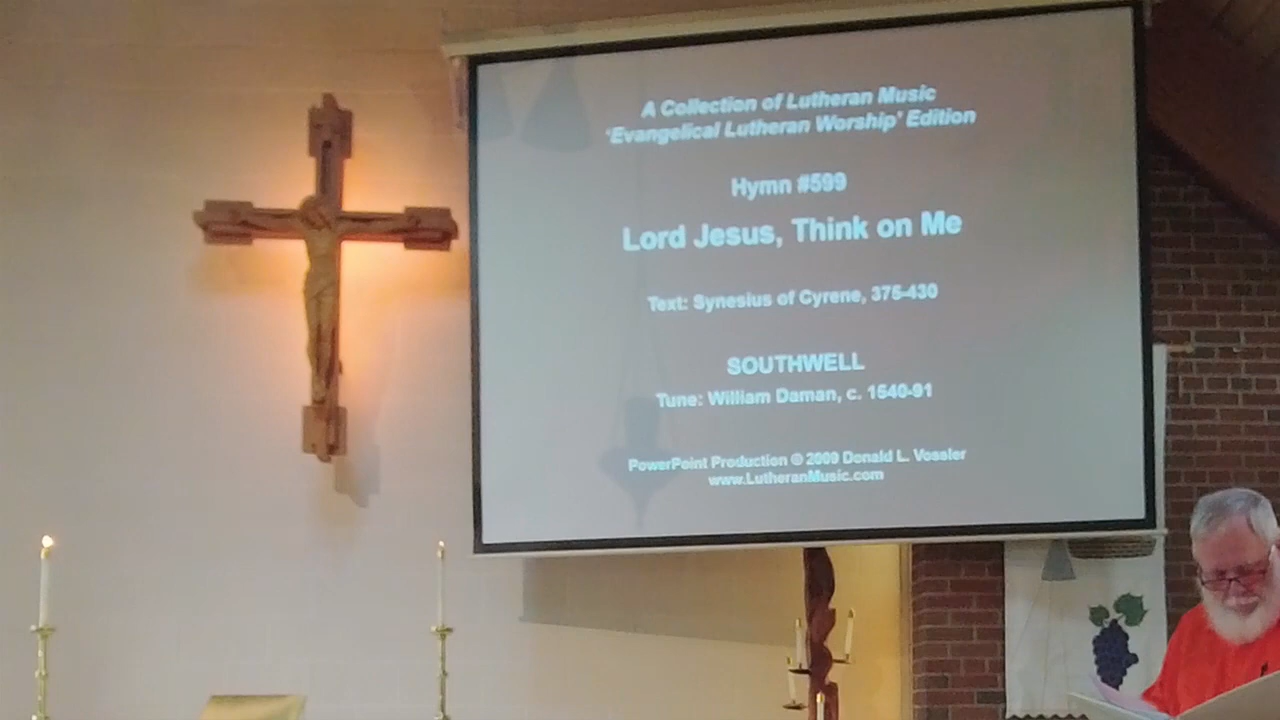 A Collection of Lutheran Music
'Evangelical Lutheran Worship' Edition
Hymn #599
Lord Jesus, Think on Me
Text: Synesius of Cyrene, 375-430
SOUTHWELL
Tune: William Daman, c. 1540-91
PowerPoint Production © 2009 Donald L. Vossler
www.LutheranMusic.com